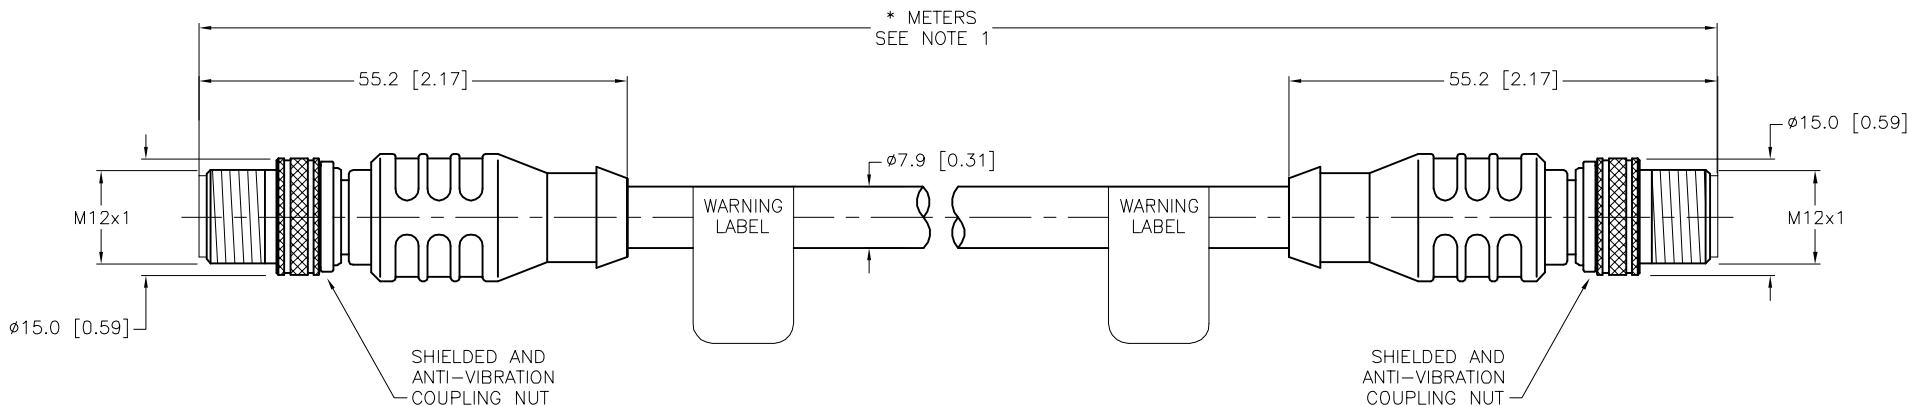 * METERS
SEE NOTE 1
55.2 [2.17]
55.2 [2.17]
ø15.0 [0.59]
ø7.9 [0.31]
M12x1
WARNING
LABEL
WARNING
LABEL
M12x1
ø15.0 [0.59]
SHIELDED AND
ANTI-VIBRATION
COUPLING NUT
SHIELDED AND
ANTI-VIBRATION
COUPLING NUT